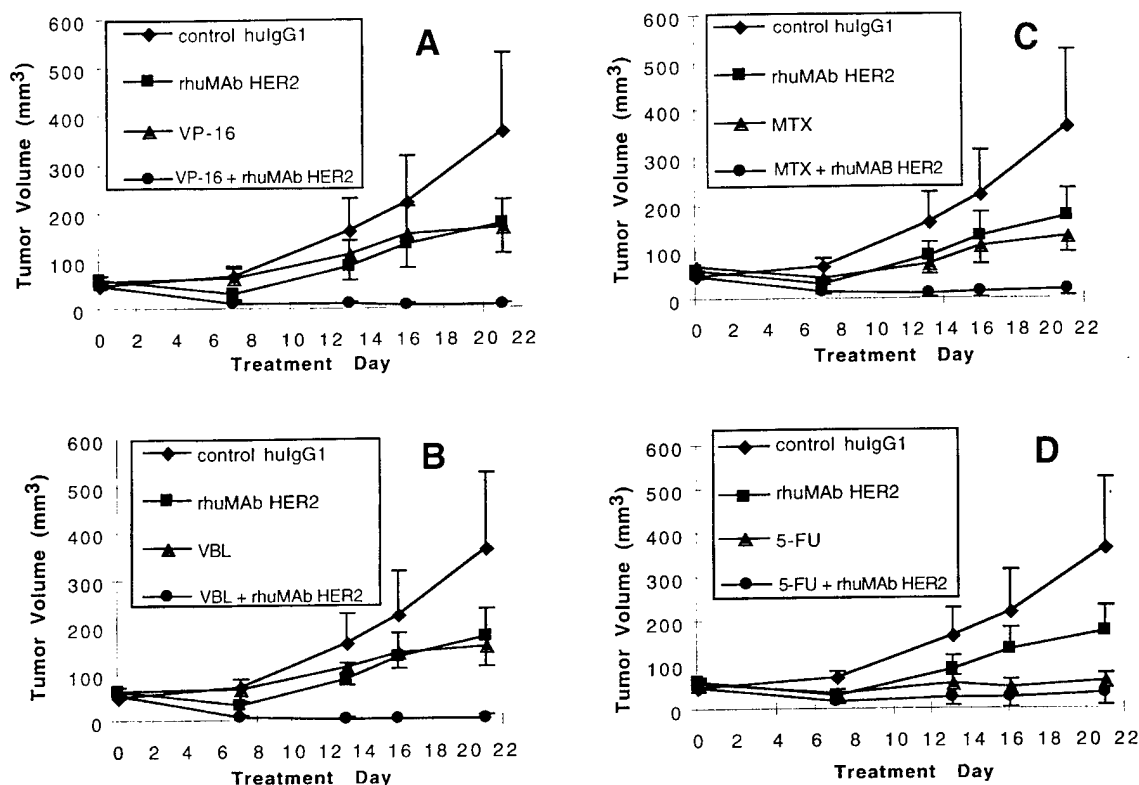 A
Tumor Volume (mm³)
600
500
400
300
200
100
0
control huIgG1
rhuMAb HER2
VP-16
VP-16 + rhuMAb HER2
0 2 4 6 8 10 12 14 16 18 20 22
Treatment Day
C
Tumor Volume (mm³)
600
500
400
300
200
100
0
control huIgG1
rhuMAb HER2
MTX
MTX + rhuMAB HER2
0 2 4 6 8 10 12 14 16 18 20 22
Treatment Day
B
Tumor Volume (mm³)
600
500
400
300
200
100
0
control huIgG1
rhuMAb HER2
VBL
VBL + rhuMAb HER2
0 2 4 6 8 10 12 14 16 18 20 22
Treatment Day
D
Tumor Volume (mm³)
600
500
400
300
200
100
0
control huIgG1
rhuMAb HER2
5-FU
5-FU + rhuMAb HER2
0 2 4 6 8 10 12 14 16 18 20 22
Treatment Day